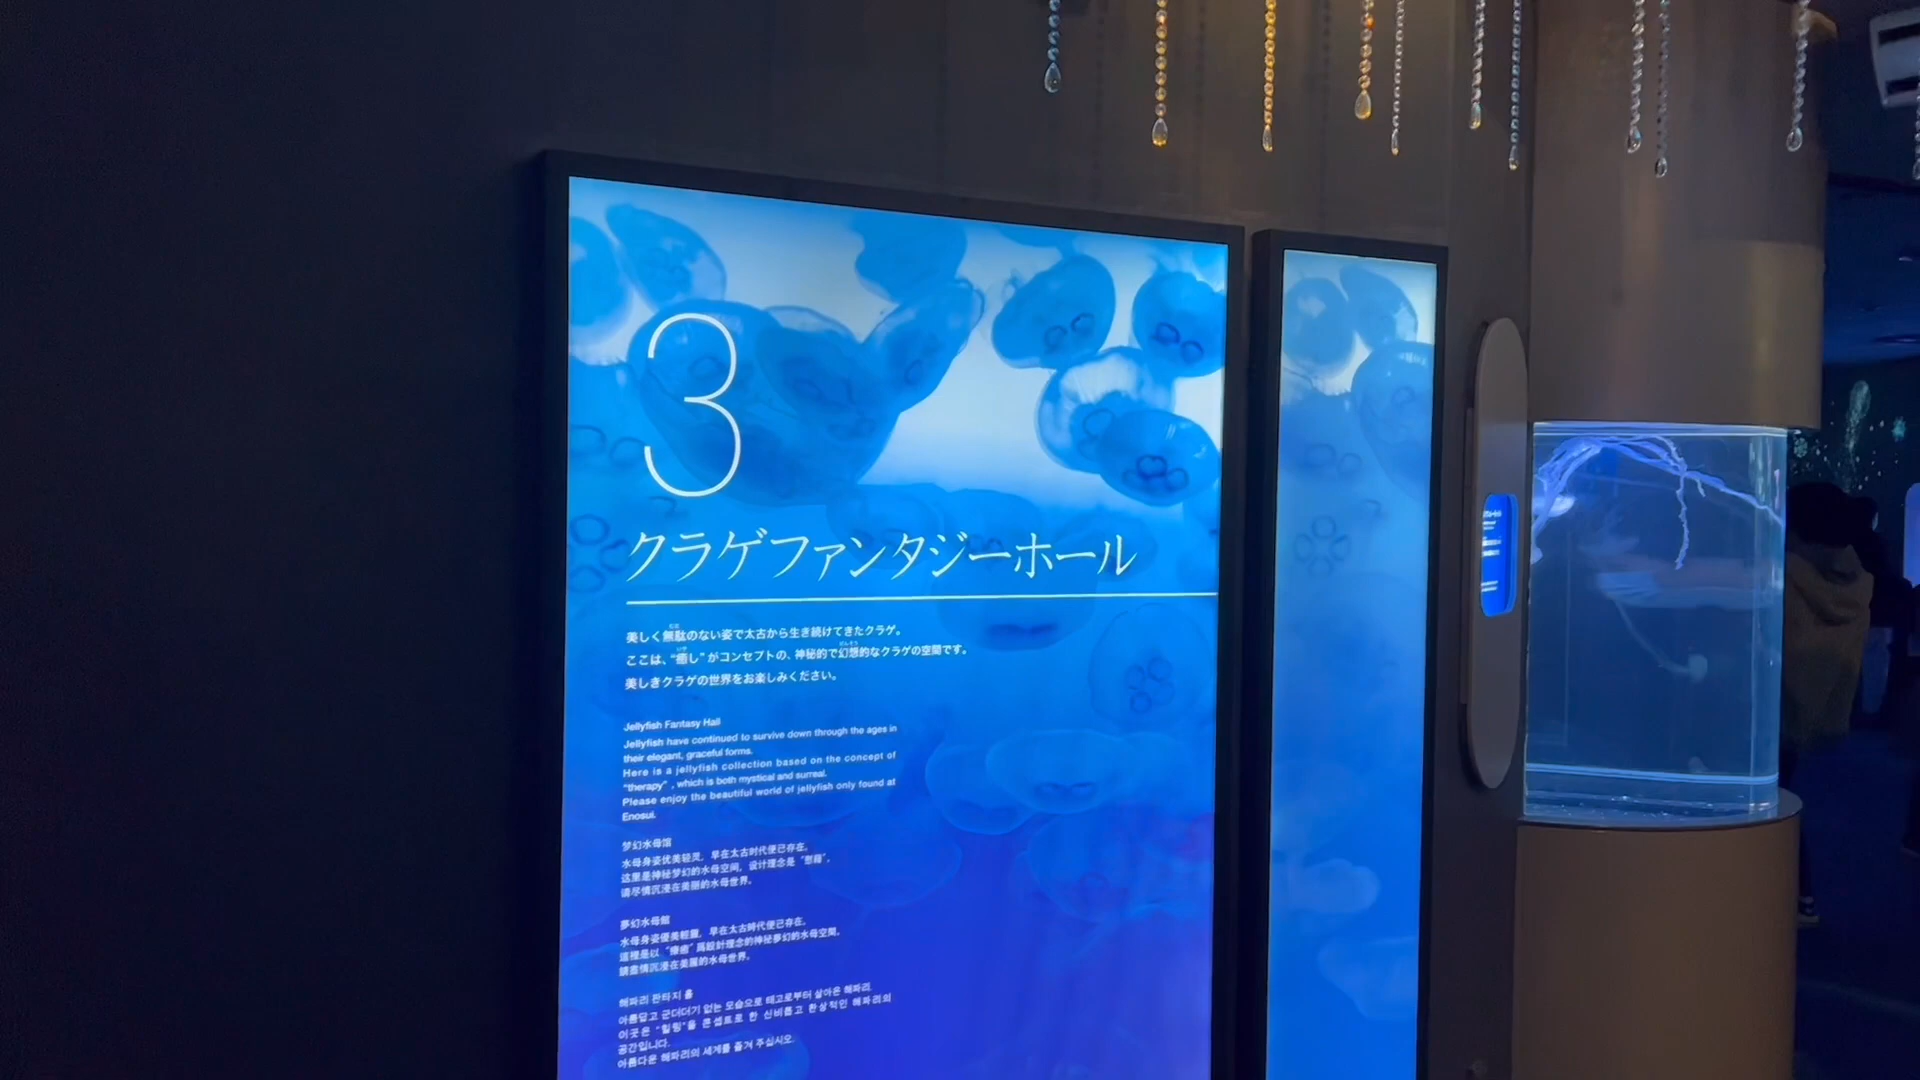 3
クラゲファンタジーホール
美しく無駄のない姿で太古から生き続けてきたクラゲ。
ここは、“癒し”がコンセプトの、神秘的で幻想的なクラゲの空間です。
美しきクラゲの世界をお楽しみください。
Jellyfish Fantasy Hall
Jellyfish have continued to survive down through the ages in
their elegant, graceful forms.
Here is a jellyfish collection based on the concept of
"therapy" , which is both mystical and surreal.
Please enjoy the beautiful world of jellyfish only found at
Enosui.
梦幻水母馆
水母身姿优美轻灵，早在太古时代便已存在。
这里是神秘梦幻的水母空间，设计理念是“慰藉”。
请尽情沉浸在美丽的水母世界。
夢幻水母館
水母身姿優美輕靈，早在太古時代便已存在。
這裡是以“療癒”爲設計理念的神秘夢幻的水母空間。
請盡情沉浸在美麗的水母世界。
해파리 판타지 홀
아름답고 군더더기 없는 모습으로 태고로부터 살아온 해파리.
이곳은 “힐링”을 콘셉트로 한 신비롭고 환상적인 해파리의
공간입니다.
아름다운 해파리의 세계를 즐겨 주십시오.